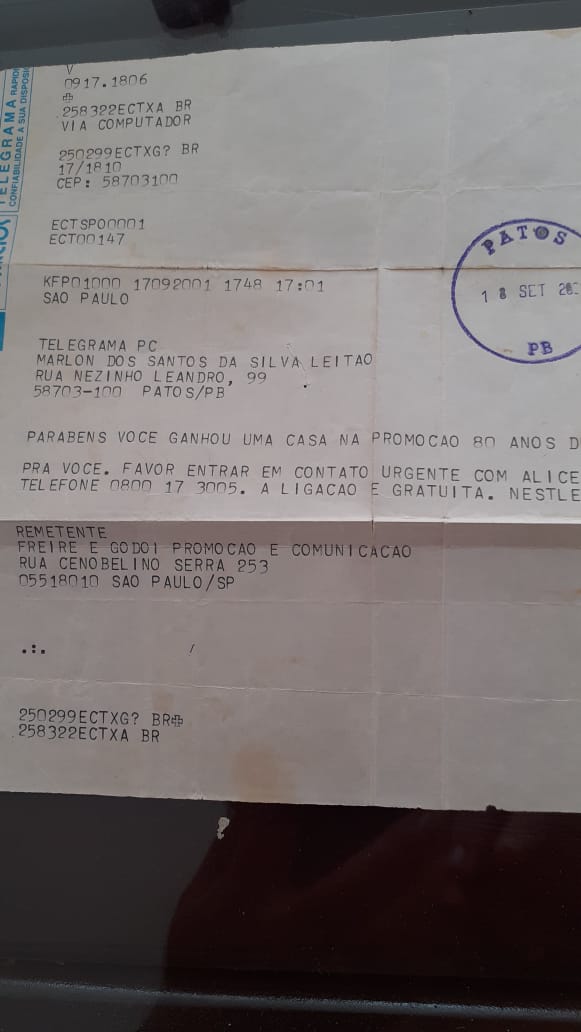 TELEGRAMA
CONFIABILIDADE A SUA
0917.1806
.258322ECTXA BR
VIA COMPUTADOR
250299ECTXG? BR
17/1810
CEP: 58703100
ECTSP00001
ECT00147
KFP01000 17092001 1748 17:01
SAO PAULO
PATOS
18 SET
PB
TELEGRAMA PC
MARLON DOS SANTOS DA SILVA LEITAO
RUA NEZINHO LEANDRO, 99
58703-100 PATOS/PB
PARABENS VOCE GANHOU UMA CASA NA PROMOCAO 80 ANOS
PRA VOCE. FAVOR ENTRAR EM CONTATO URGENTE COM ALICE
TELEFONE 0800 17 3005. A LIGACAO E GRATUITA. NESTLE
REMETENTE
FREIRE E GODOI PROMOCAO E COMUNICACAO
RUA CENOBELINO SERRA 253
05518010 SAO PAULO/SP
.:.
250299ECTXG? BR
.258322ECTXA BR